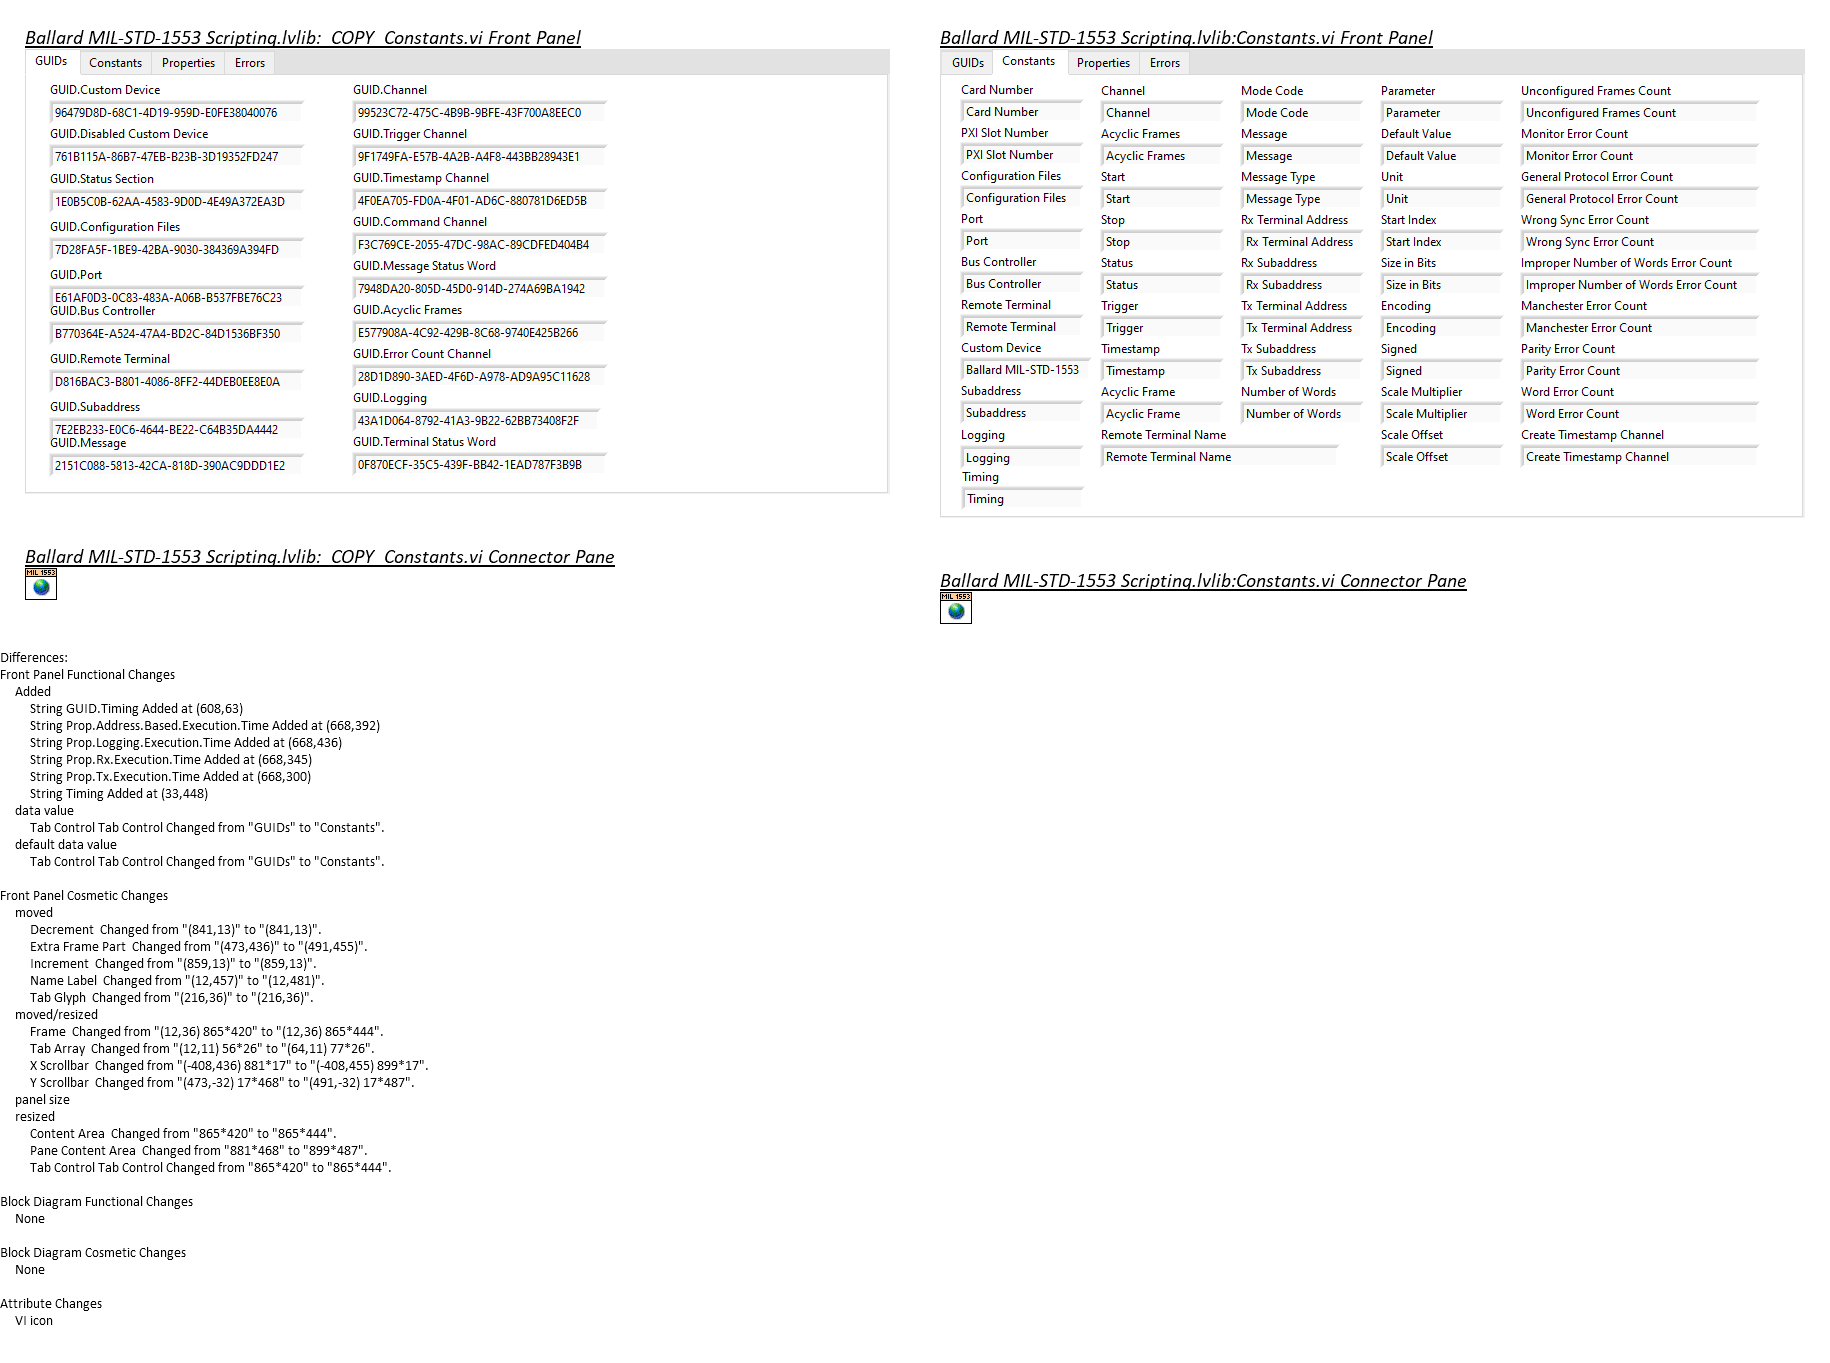 Ballard MIL-STD-1553 Scripting.lvlib:_COPY_Constants.vi Front Panel
GUIDs Constants Properties Errors
GUID.Custom Device
96479D8D-68C1-4D19-959D-E0FE38040076
GUID.Disabled Custom Device
761B115A-86B7-47EB-B23B-3D19352FD247
GUID.Status Section
1E0B5C0B-62AA-4583-9D0D-4E49A372EA3D
GUID.Configuration Files
7D28FA5F-1BE9-42BA-9030-384369A394FD
GUID.Port
E61AF0D3-0C83-483A-A06B-B537FBE76C23
GUID.Bus Controller
B770364E-A524-47A4-BD2C-84D1536BF350
GUID.Remote Terminal
D816BAC3-B801-4086-8FF2-44DEB0EE8E0A
GUID.Subaddress
7E2EB233-E0C6-4644-BE22-C64B35DA4442
GUID.Message
2151C088-5813-42CA-818D-390AC9DDD1E2
GUID.Channel
99523C72-475C-4B9B-9BFE-43F700A8EEC0
GUID.Trigger Channel
9F1749FA-E57B-4A2B-A4F8-443BB28943E1
GUID.Timestamp Channel
4F0EA705-FD0A-4F01-AD6C-880781D6ED5B
GUID.Command Channel
F3C769CE-2055-47DC-98AC-89CDFED404B4
GUID.Message Status Word
7948DA20-805D-45D0-914D-274A69BA1942
GUID.Acyclic Frames
E577908A-4C92-429B-8C68-9740E425B266
GUID.Error Count Channel
28D1D890-3AED-4F6D-A978-AD9A95C11628
GUID.Logging
43A1D064-8792-41A3-9B22-62BB73408F2F
GUID.Terminal Status Word
0F870ECF-35C5-439F-BB42-1EAD787F3B9B
Ballard MIL-STD-1553 Scripting.lvlib:Constants.vi Front Panel
GUIDs Constants Properties Errors
Card Number
Card Number
PXI Slot Number
PXI Slot Number
Configuration Files
Configuration Files
Port
Port
Bus Controller
Bus Controller
Remote Terminal
Remote Terminal
Custom Device
Ballard MIL-STD-1553
Subaddress
Subaddress
Logging
Logging
Timing
Timing
Channel
Channel
Acyclic Frames
Acyclic Frames
Start
Start
Stop
Stop
Status
Status
Trigger
Trigger
Timestamp
Timestamp
Acyclic Frame
Acyclic Frame
Remote Terminal Name
Remote Terminal Name
Mode Code
Mode Code
Message
Message
Message Type
Message Type
Rx Terminal Address
Rx Terminal Address
Rx Subaddress
Rx Subaddress
Tx Terminal Address
Tx Terminal Address
Tx Subaddress
Tx Subaddress
Number of Words
Number of Words
Parameter
Parameter
Default Value
Default Value
Unit
Unit
Start Index
Start Index
Size in Bits
Size in Bits
Encoding
Encoding
Signed
Signed
Scale Multiplier
Scale Multiplier
Scale Offset
Scale Offset
Unconfigured Frames Count
Unconfigured Frames Count
Monitor Error Count
Monitor Error Count
General Protocol Error Count
General Protocol Error Count
Wrong Sync Error Count
Wrong Sync Error Count
Improper Number of Words Error Count
Improper Number of Words Error Count
Manchester Error Count
Manchester Error Count
Parity Error Count
Parity Error Count
Word Error Count
Word Error Count
Create Timestamp Channel
Create Timestamp Channel
Ballard MIL-STD-1553 Scripting.lvlib:_COPY_Constants.vi Connector Pane
MIL 1553
Ballard MIL-STD-1553 Scripting.lvlib:Constants.vi Connector Pane
MIL 1553
Differences:
Front Panel Functional Changes
Added
String GUID.Timing Added at (608,63)
String Prop.Address.Based.Execution.Time Added at (668,392)
String Prop.Logging.Execution.Time Added at (668,436)
String Prop.Rx.Execution.Time Added at (668,345)
String Prop.Tx.Execution.Time Added at (668,300)
String Timing Added at (33,448)
data value
Tab Control Tab Control Changed from "GUIDs" to "Constants".
default data value
Tab Control Tab Control Changed from "GUIDs" to "Constants".
Front Panel Cosmetic Changes
moved
Decrement  Changed from "(841,13)" to "(841,13)".
Extra Frame Part  Changed from "(473,436)" to "(491,455)".
Increment  Changed from "(859,13)" to "(859,13)".
Name Label  Changed from "(12,457)" to "(12,481)".
Tab Glyph  Changed from "(216,36)" to "(216,36)".
moved/resized
Frame  Changed from "(12,36) 865*420" to "(12,36) 865*444".
Tab Array  Changed from "(12,11) 56*26" to "(64,11) 77*26".
X Scrollbar  Changed from "(-408,436) 881*17" to "(-408,455) 899*17".
Y Scrollbar  Changed from "(473,-32) 17*468" to "(491,-32) 17*487".
panel size
resized
Content Area  Changed from "865*420" to "865*444".
Pane Content Area  Changed from "881*468" to "899*487".
Tab Control Tab Control Changed from "865*420" to "865*444".
Block Diagram Functional Changes
None
Block Diagram Cosmetic Changes
None
Attribute Changes
VI icon